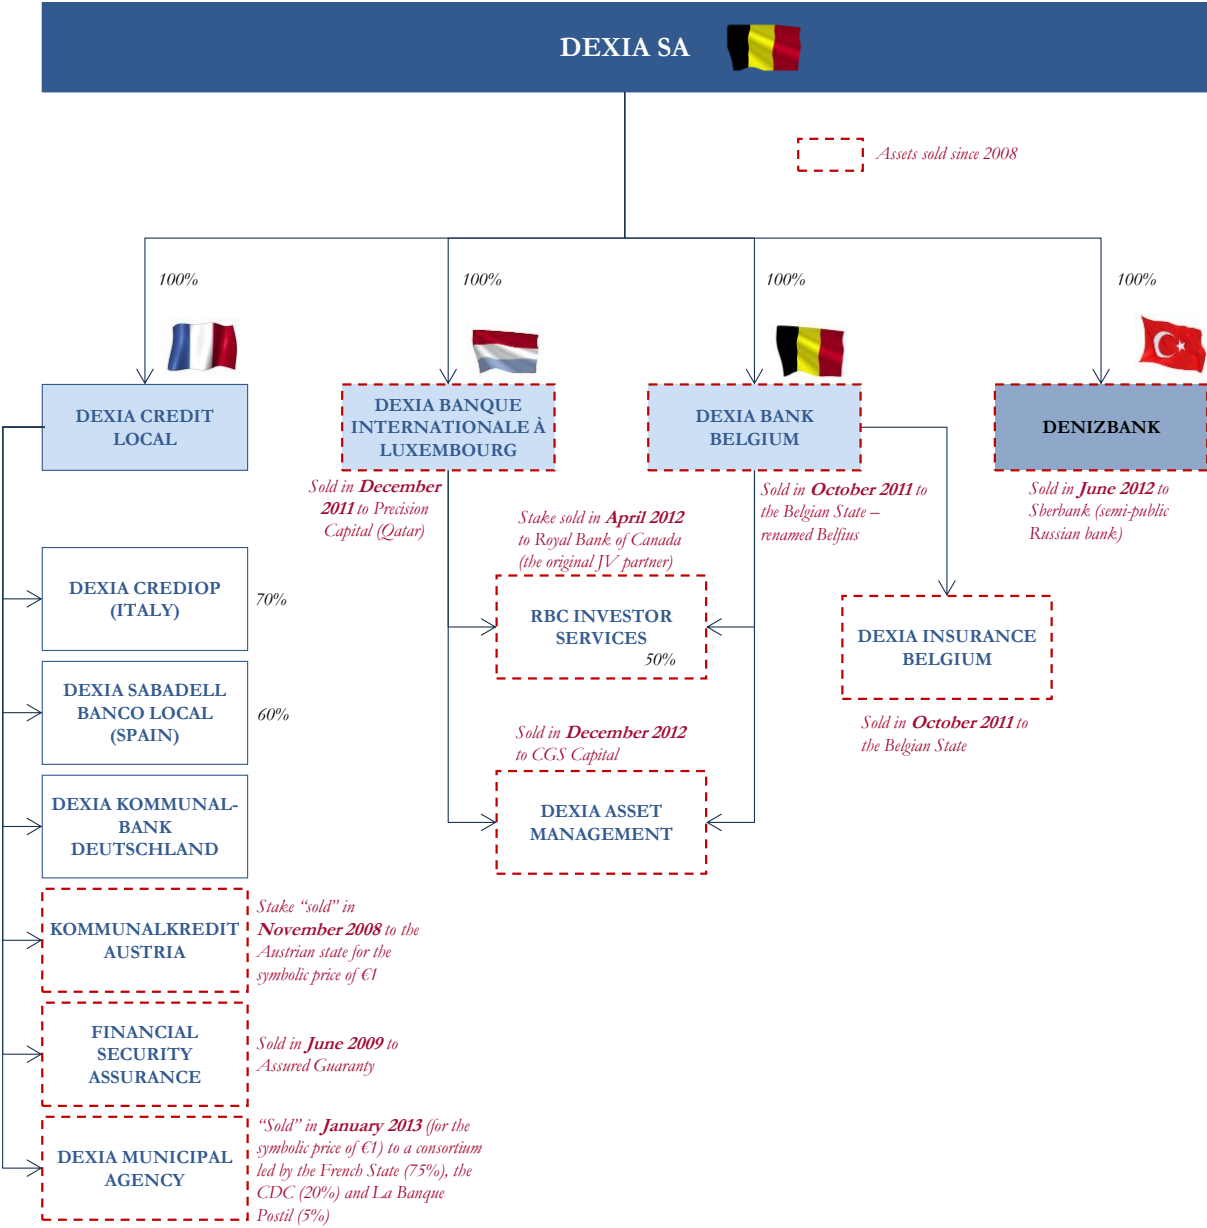 DEXIA SA
Assets sold since 2008
100%
100%
100%
100%
DEXIA CREDIT
LOCAL
DEXIA BANQUE
INTERNATIONALE À
LUXEMBOURG
DEXIA BANK
BELGIUM
DENIZBANK
Sold in December
2011 to Precision
Capital (Qatar)
Stake sold in April 2012
to Royal Bank of Canada
(the original JV partner)
Sold in October 2011 to
the Belgian State –
renamed Belfius
Sold in June 2012 to
Sberbank (semi-public
Russian bank)
DEXIA CREDIOP
(ITALY)
70%
RBC INVESTOR
SERVICES
50%
DEXIA INSURANCE
BELGIUM
Sold in October 2011 to
the Belgian State
DEXIA SABADELL
BANCO LOCAL
(SPAIN)
60%
Sold in December 2012
to CGS Capital
DEXIA ASSET
MANAGEMENT
DEXIA KOMMUNAL-
BANK
DEUTSCHLAND
KOMMUNALKREDIT
AUSTRIA
Stake “sold” in
November 2008 to the
Austrian state for the
symbolic price of €1
FINANCIAL
SECURITY
ASSURANCE
Sold in June 2009 to
Assured Guaranty
DEXIA MUNICIPAL
AGENCY
“Sold” in January 2013 (for the
symbolic price of €1) to a consortium
led by the French State (75%), the
CDC (20%) and La Banque
Postil (5%)